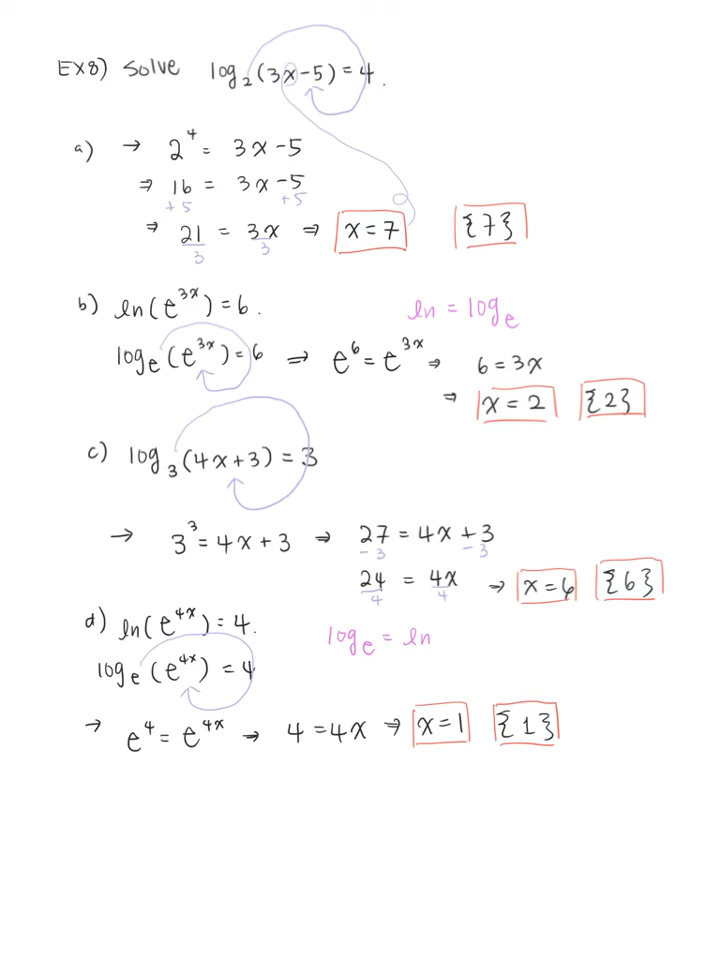 EX8) Solve log₂(3x-5) = 4.
a) → 2⁴ = 3x-5
⇒ 16 = 3x-5
+5 +5
⇒ 21/3 = 3x/3 ⇒ x=7 {7}
b) ln(e³ˣ) = 6. ln = logₑ
logₑ(e³ˣ) = 6 ⇒ e⁶ = e³ˣ ⇒ 6 = 3x
⇒ x = 2 {2}
c) log₃(4x+3) = 3
→ 3³ = 4x+3 ⇒ 27 = 4x+3
-3 -3
24/4 = 4x/4 → x=6 {6}
d) ln(e⁴ˣ) = 4. logₑ = ln
logₑ(e⁴ˣ) = 4
→ e⁴ = e⁴ˣ → 4 = 4x ⇒ x=1 {1}